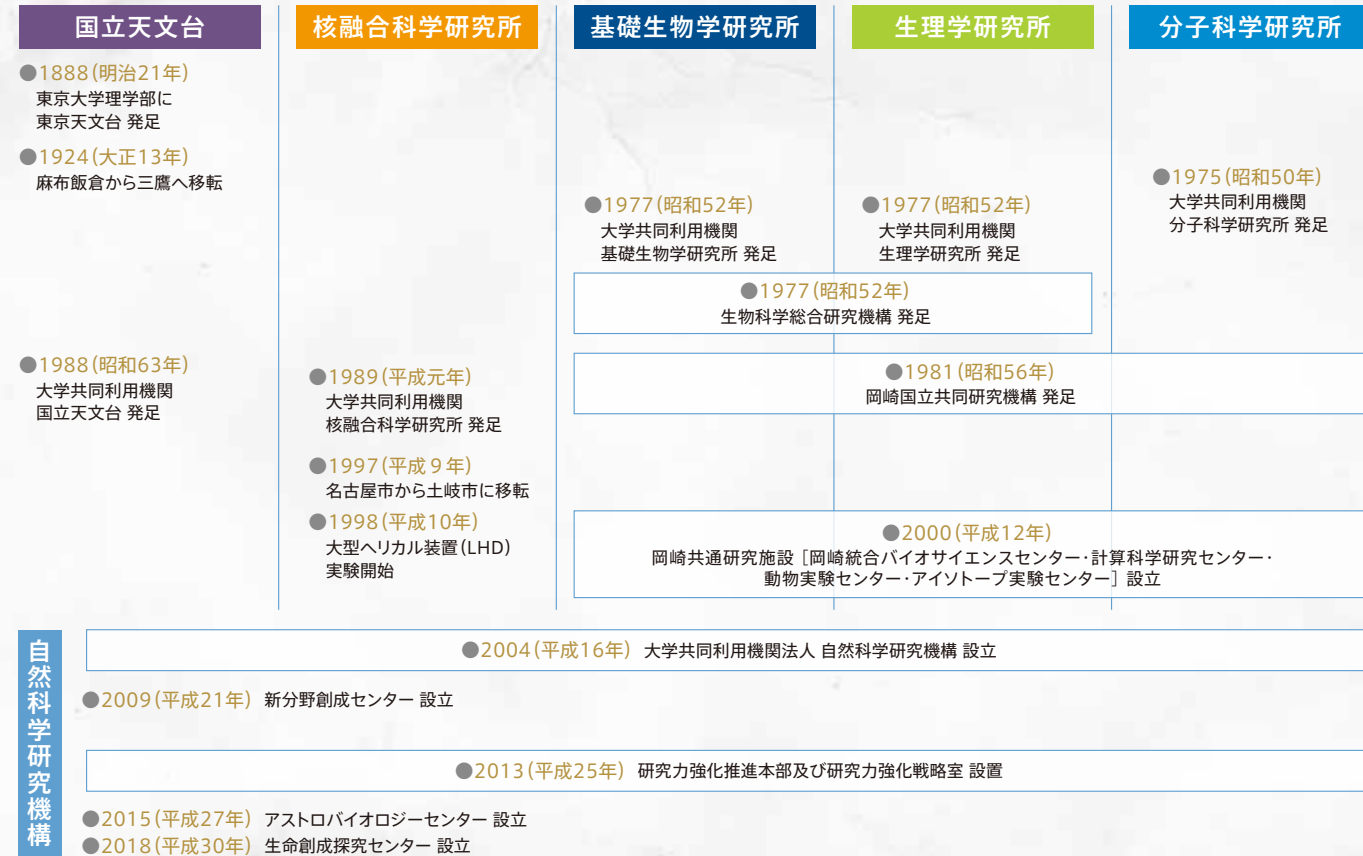 国立天文台
●1888(明治21年)
東京大学理学部に
東京天文台 発足
●1924(大正13年)
麻布飯倉から三鷹へ移転
●1988(昭和63年)
大学共同利用機関
国立天文台 発足
核融合科学研究所
●1989(平成元年)
大学共同利用機関
核融合科学研究所 発足
●1997(平成9年)
名古屋市から土岐市に移転
●1998(平成10年)
大型ヘリカル装置(LHD)
実験開始
基礎生物学研究所
●1977(昭和52年)
大学共同利用機関
基礎生物学研究所 発足
生理学研究所
●1977(昭和52年)
大学共同利用機関
生理学研究所 発足
分子科学研究所
●1975(昭和50年)
大学共同利用機関
分子科学研究所 発足
●1977(昭和52年)
生物科学総合研究機構 発足
●1981(昭和56年)
岡崎国立共同研究機構 発足
●2000(平成12年)
岡崎共通研究施設[岡崎統合バイオサイエンスセンター・計算科学研究センター・
動物実験センター・アイソトープ実験センター]設立
自然科学研究機構
●2004(平成16年) 大学共同利用機関法人 自然科学研究機構 設立
●2009(平成21年) 新分野創成センター 設立
●2013(平成25年) 研究力強化推進本部及び研究力強化戦略室 設置
●2015(平成27年) アストロバイオロジーセンター 設立
●2018(平成30年) 生命創成探究センター 設立